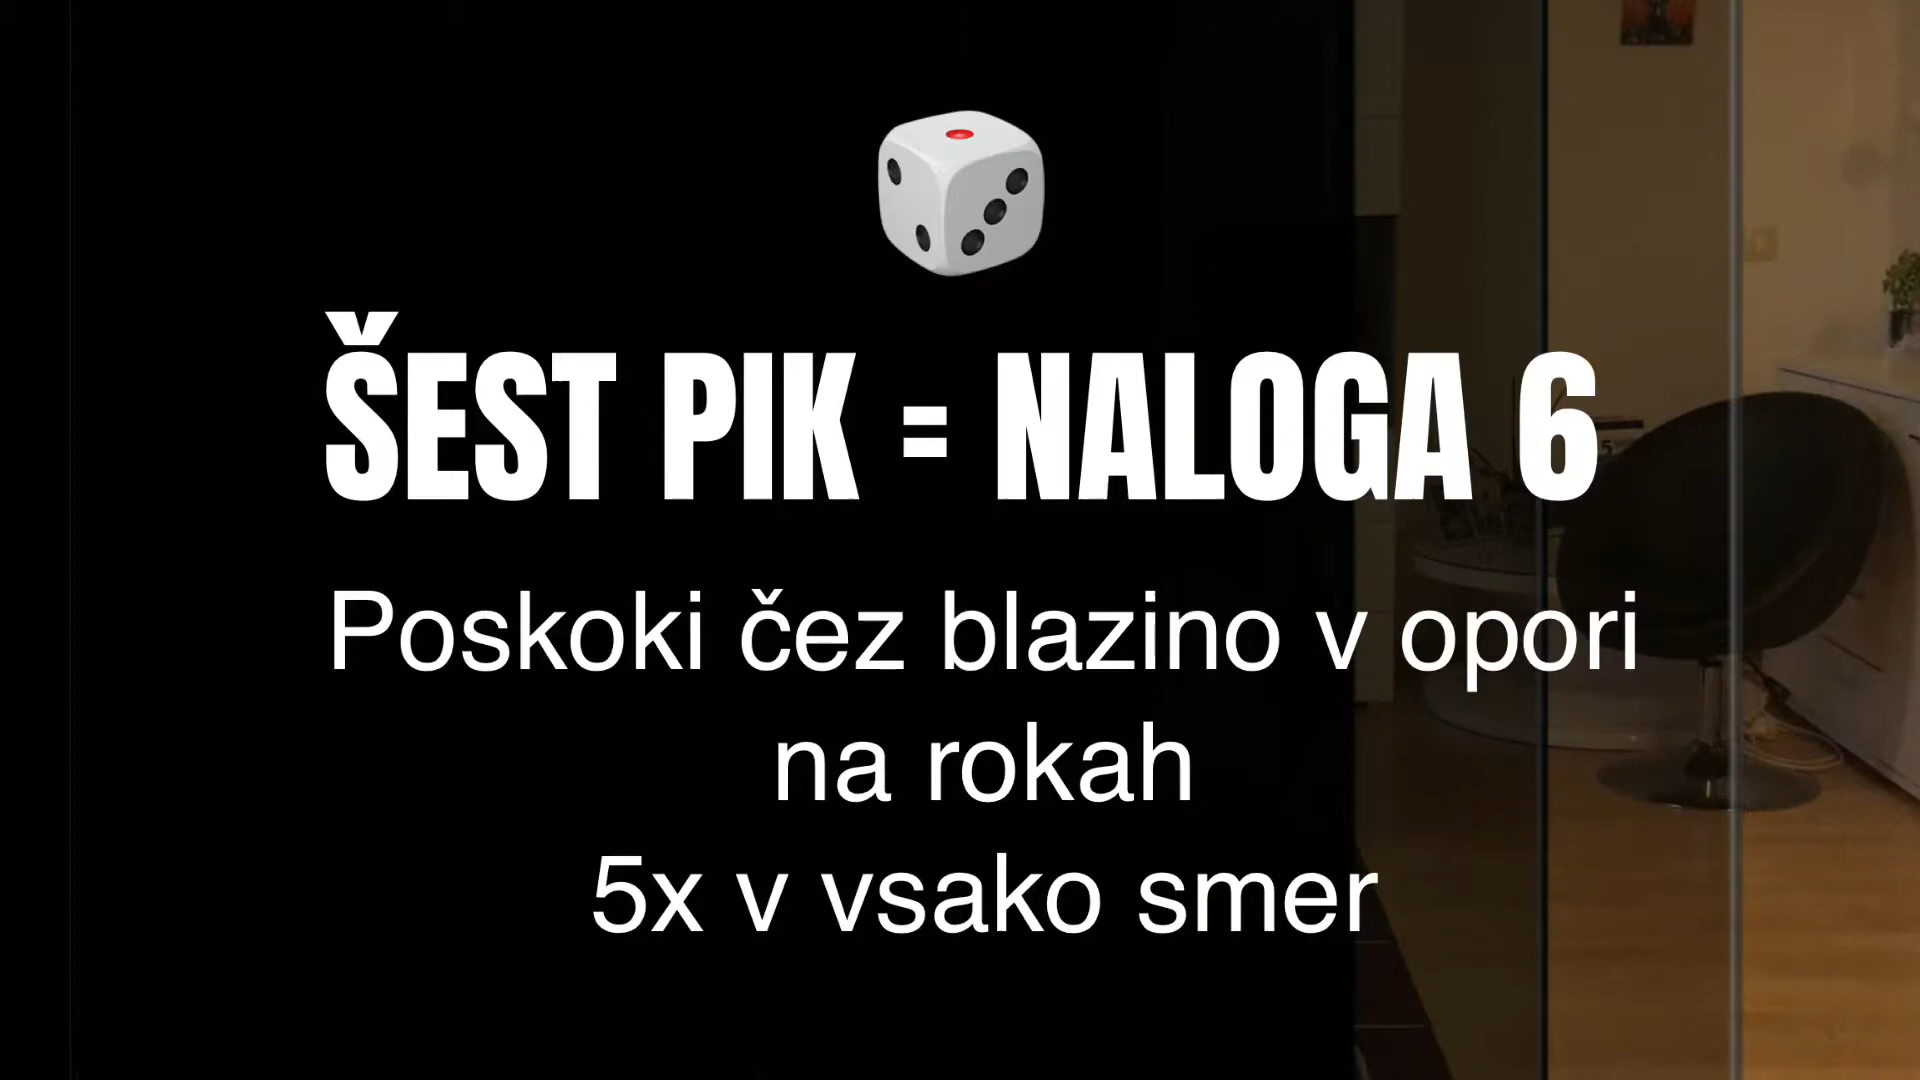 ŠEST PIK = NALOGA 6
Poskoki čez blazino v opori
na rokah
5x v vsako smer